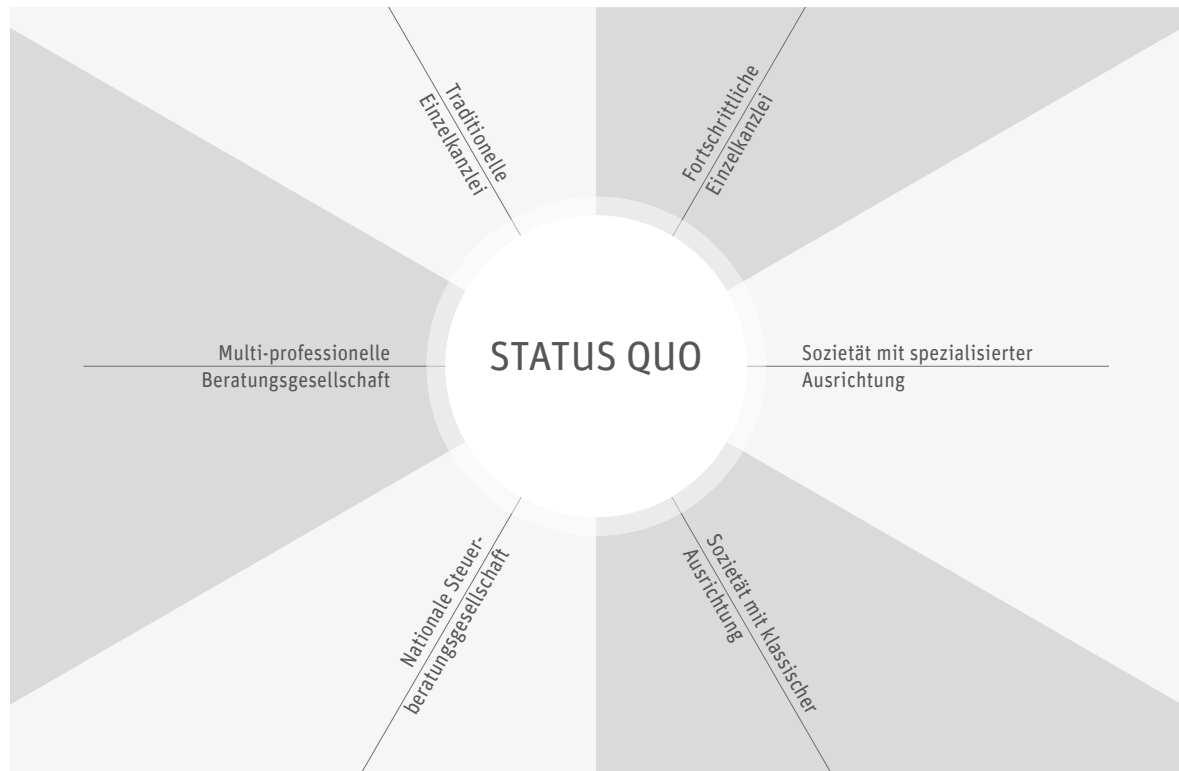 Traditionelle
Einzelkanzlei
Fortschrittliche
Einzelkanzlei
Multi-professionelle
Beratungsgesellschaft
STATUS QUO
Sozietät mit spezialisierter
Ausrichtung
Nationale Steuer-
beratungsgesellschaft
Sozietät mit klassischer
Ausrichtung